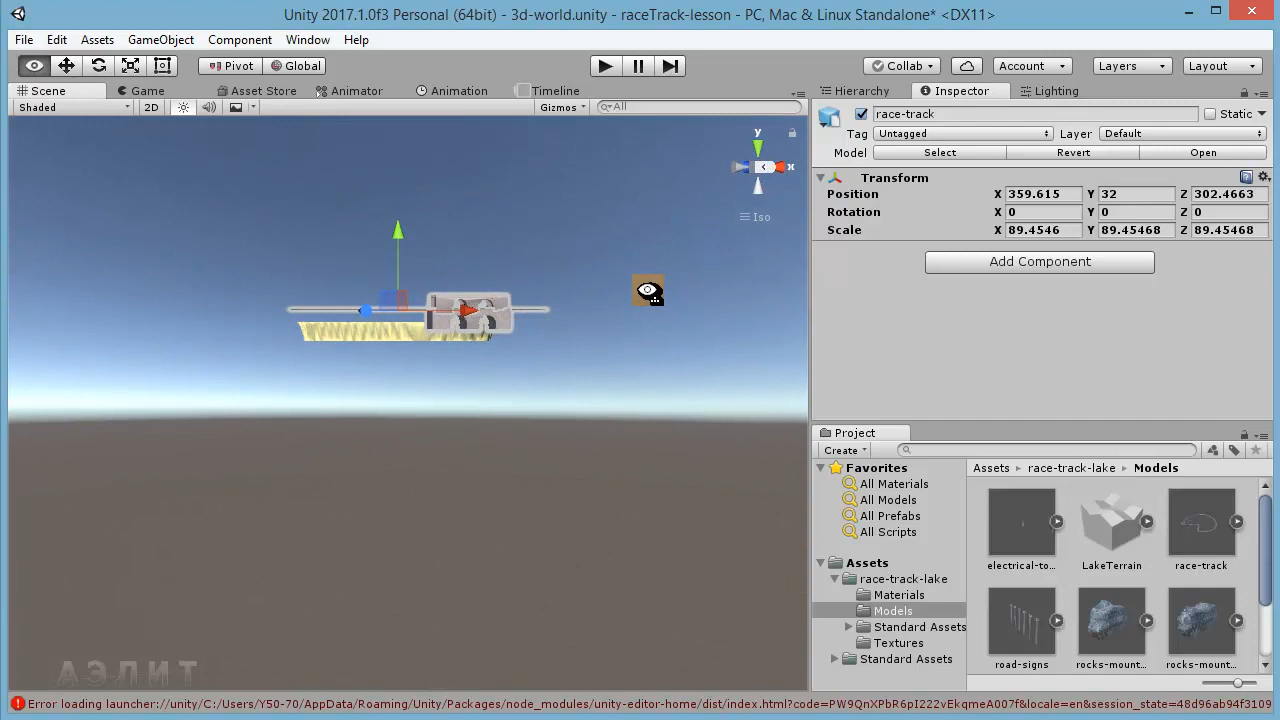 Unity 2017.1.0f3 Personal (64bit) - 3d-world.unity - raceTrack-lesson - PC, Mac & Linux Standalone* <DX11>
File Edit Assets GameObject Component Window Help
Pivot Global Collab Account Layers Layout
Scene Game Asset Store Animator Animation Timeline
Shaded 2D Gizmos All
y
x
Iso
Hierarchy Inspector Lighting
race-track Static
Tag Untagged Layer Default
Model Select Revert Open
Transform
Position X 359.615 Y 32 Z 302.4663
Rotation X 0 Y 0 Z 0
Scale X 89.4546 Y 89.45468 Z 89.45468
Add Component
Project
Create
Favorites
All Materials
All Models
All Prefabs
All Scripts
Assets
race-track-lake
Materials
Models
Standard Assets
Textures
Standard Assets
Assets race-track-lake Models
electrical-to... LakeTerrain race-track
road-signs rocks-mount... rocks-mount...
АЭЛИТ
Error loading launcher://unity/C:/Users/Y50-70/AppData/Roaming/Unity/Packages/node_modules/unity-editor-home/dist/index.html?code=PW9QnXPbR6pI222vEkqmeA007f&locale=en&session_state=48d96ab94f3109